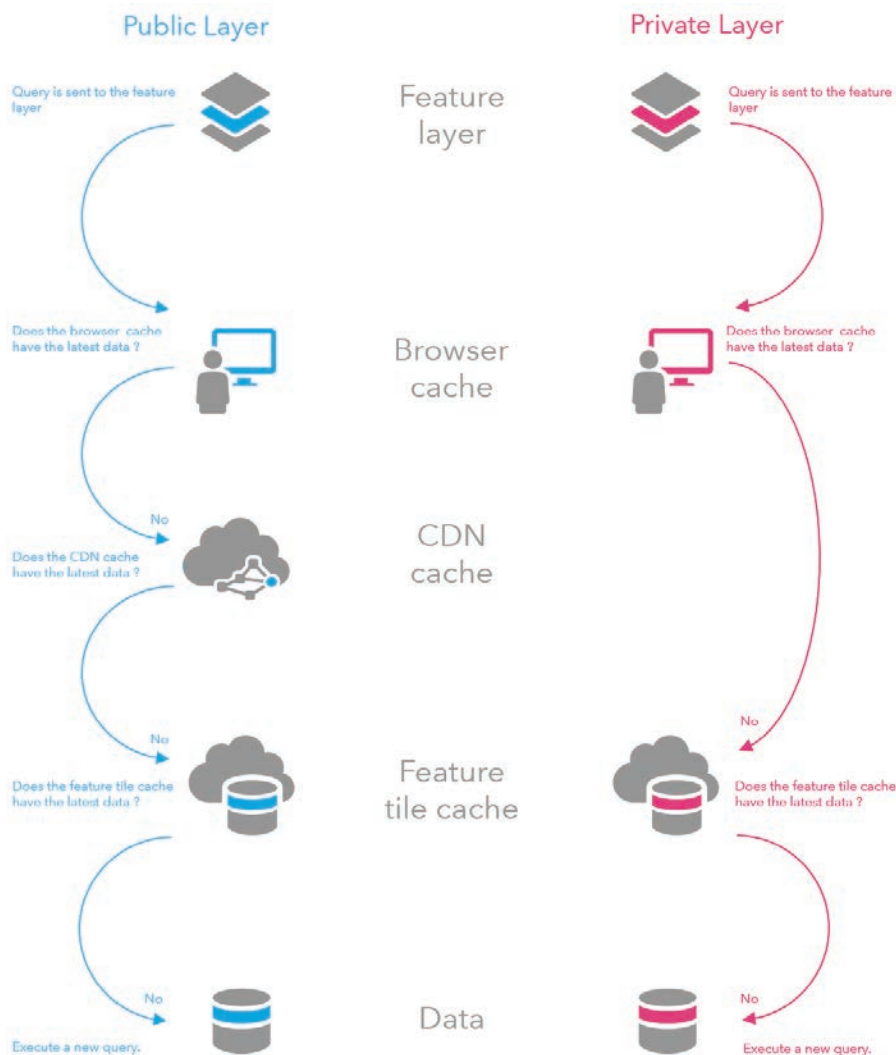 Public Layer
Private Layer
Query is sent to the feature
layer
Feature
layer
Query is sent to the feature
layer
Does the browser cache
have the latest data ?
Browser
cache
Does the browser cache
have the latest data ?
No
CDN
cache
Does the CDN cache
have the latest data ?
No
No
Does the feature tile cache
have the latest data ?
Feature
tile cache
Does the feature tile cache
have the latest data ?
No
Data
No
Execute a new query.
Execute a new query.